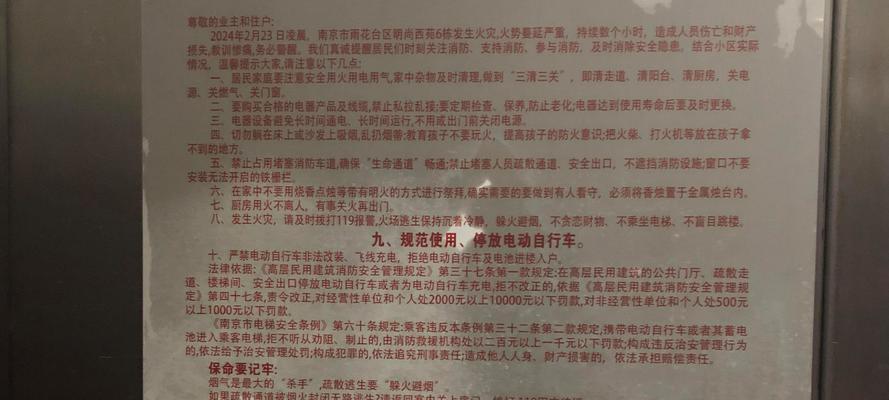 尊敬的业主和住户:
2024年2月23日凌晨,南京市雨花台区明尚西苑6栋发生火灾,火势蔓延严重,持续数个小时,造成人员伤亡和财产
损失,教训惨痛,务必警醒。我们真诚提醒居民们时刻关注消防、支持消防、参与消防,及时消除安全隐患。结合小区实际
情况,温馨提示大家,请注意以下几点:
一、居民家庭要注意安全用火用电用气,家中杂物及时清理,做到“三清三关”,即清走道、清阳台、清厨房,关电
源、关燃气、关门窗。
二、要购买合格的电器产品及线缆,禁止私拉乱接;要定期检查、保养,防止老化;电器达到使用寿命后要及时更换。
三、电器设备避免长时间通电、长时间运行,不用或出门前关闭电源。
四、切勿躺在床上或沙发上吸烟,乱扔烟蒂;教育孩子不要玩火,提高孩子的防火意识;把火柴、打火机等放在孩子拿
不到的地方。
五、禁止占用堵塞消防车道,确保“生命通道”畅通;禁止堵塞人员疏散通道、安全出口,不遮挡消防设施;窗口不要
安装无法开启的铁栅栏。
六、在家中不要用烧香点烛等带有明火的方式进行祭拜,确实需要的要做到有人看守,必须将香烛置于金属烛台内。
七、厨房用火不离人,有事关火再出门。
八、发生火灾,请及时拨打119报警,火场逃生保持沉着冷静,躲火避烟,不贪恋财物、不乘坐电梯、不盲目跳楼。
九、规范使用、停放电动自行车。
十、严禁电动自行车非法改装、飞线充电,拒绝电动自行车及电池进楼入户。
法律依据:《高层民用建筑消防安全管理规定》第三十七条第一款规定:在高层民用建筑的公共门厅、疏散走
道、楼梯间、安全出口停放电动自行车或者为电动自行车充电,拒不改正的,依据《高层民用建筑消防安全管理规
定》第四十七条,责令改正,对经营性单位和个人处2000元以上10000元以下罚款,对非经营性单位和个人处500元
以上1000元以下罚款。
《南京市电梯安全条例》第六十条规定:乘客违反本条例第三十二条第二款规定,携带电动自行车或者其蓄电
池进入乘客电梯,拒不听从劝阻、制止的,由消防救援机构处以二百元以上一千元以下罚款;构成违反治安管理行为
的,依法给予治安管理处罚;构成犯罪的,依法追究刑事责任;造成他人人身、财产损害的,依法承担赔偿责任。
保命要记牢:
烟气是最大的“杀手”,疏散逃生要“躲火避烟”